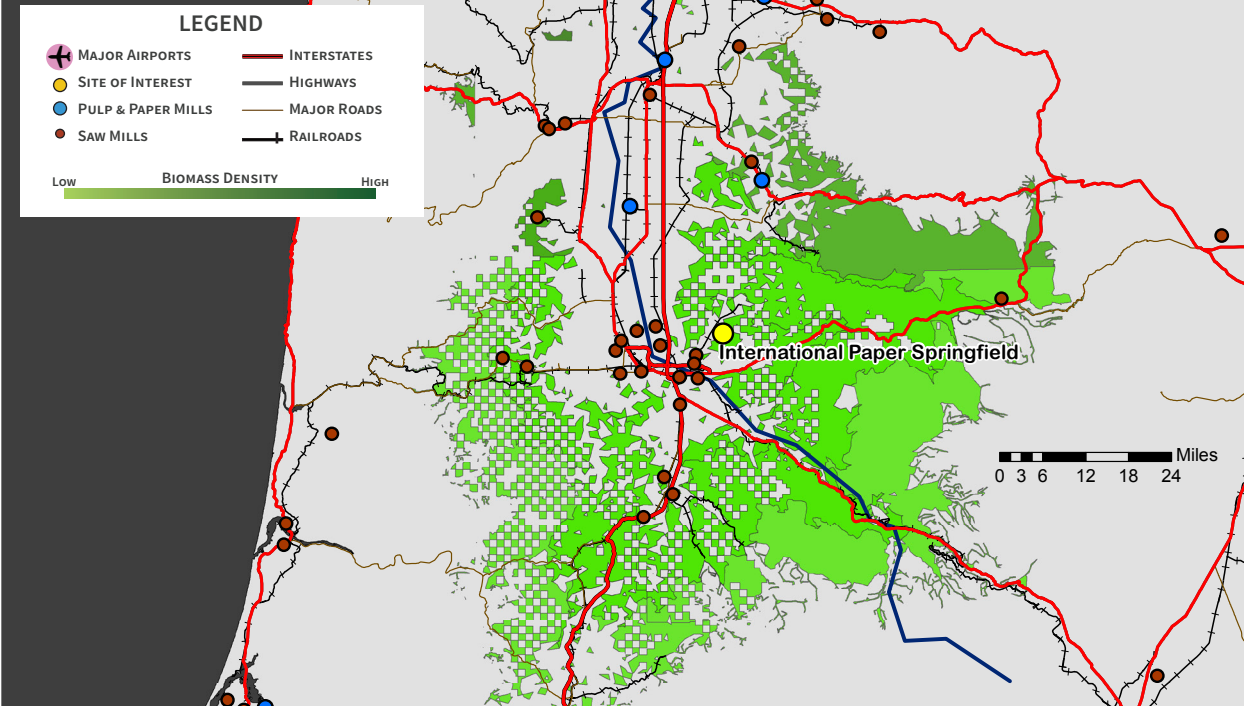 LEGEND
MAJOR AIRPORTS
INTERSTATES
SITE OF INTEREST
HIGHWAYS
PULP & PAPER MILLS
MAJOR ROADS
SAW MILLS
RAILROADS
BIOMASS DENSITY
LOW
HIGH
International Paper Springfield
Miles
0 3 6 12 18 24